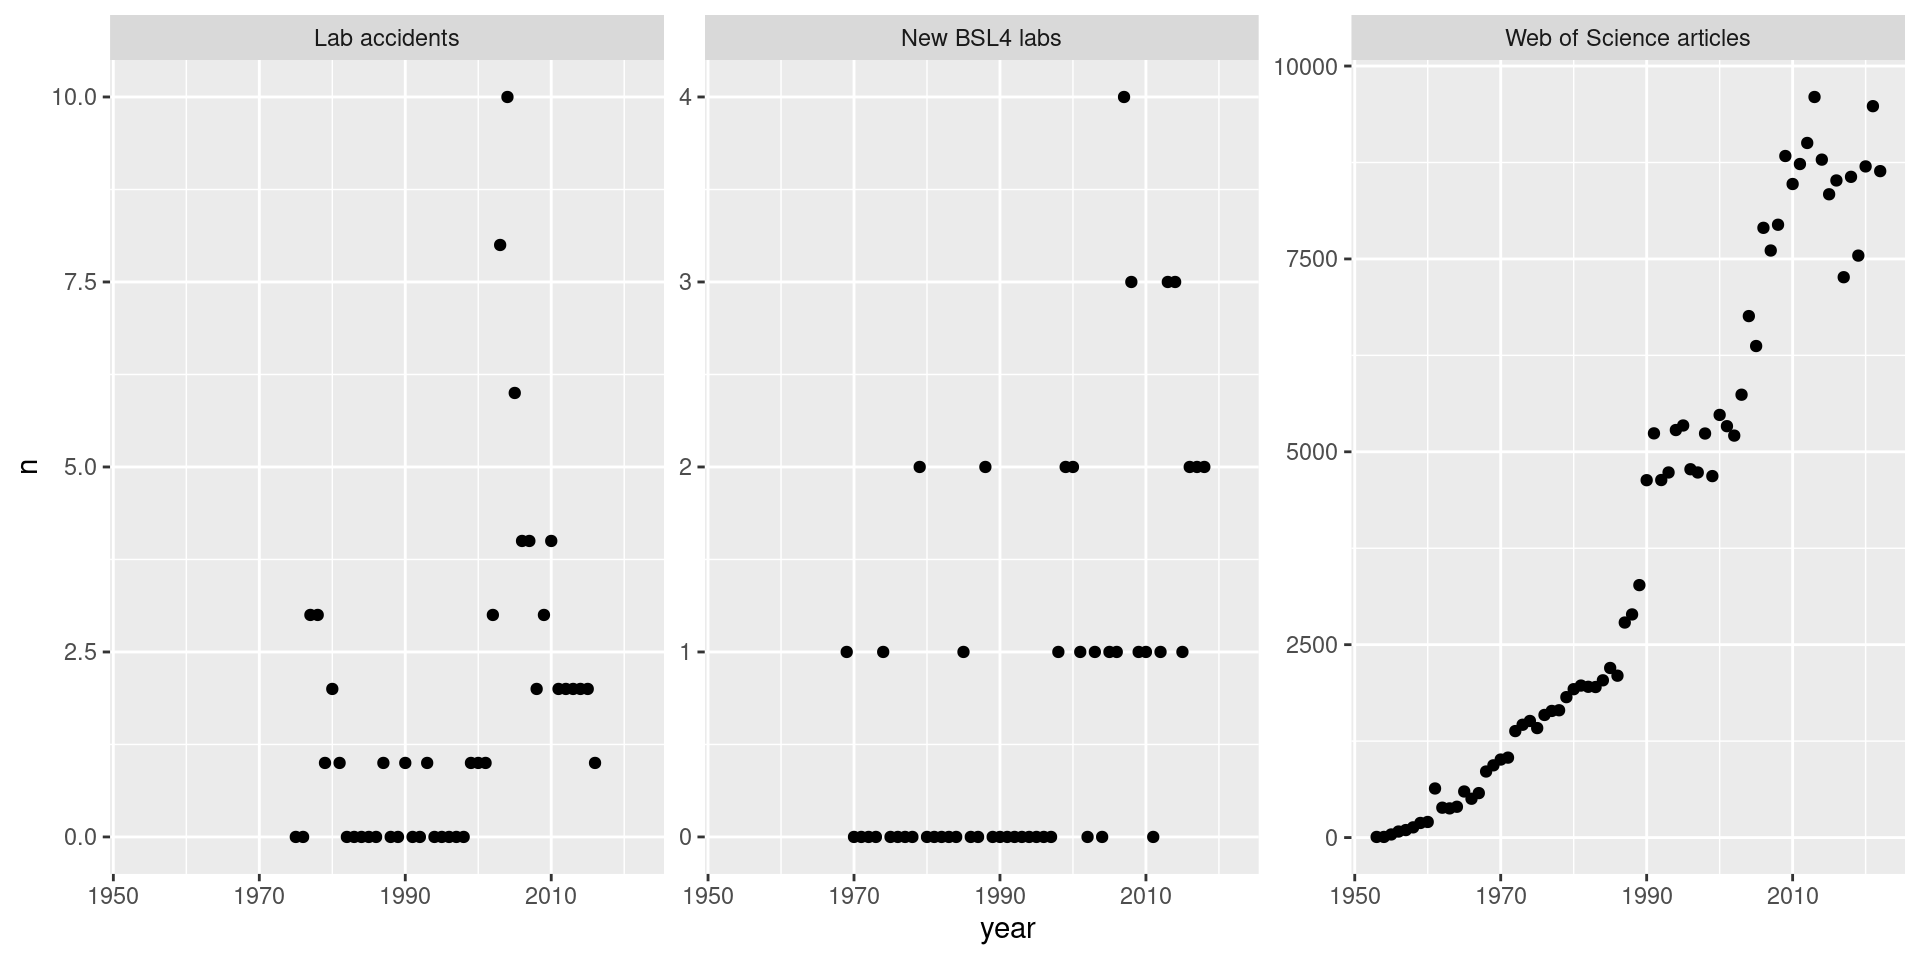 Lab accidents
New BSL4 labs
Web of Science articles
n
10.0
7.5
5.0
2.5
0.0
4
3
2
1
0
10000
7500
5000
2500
0
1950 1970 1990 2010
1950 1970 1990 2010
1950 1970 1990 2010
year